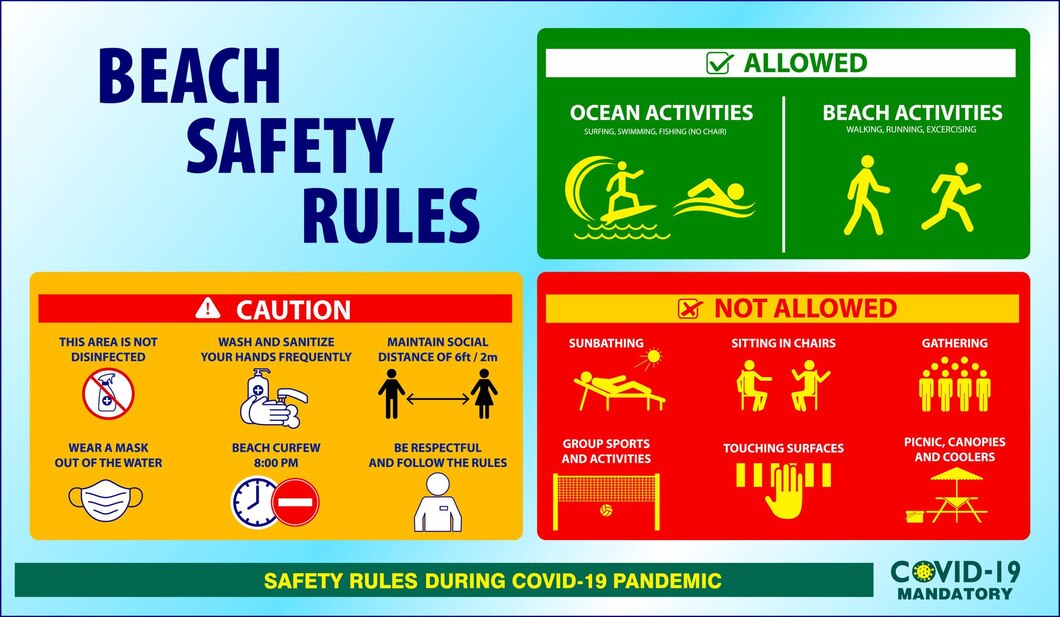 BEACH
SAFETY
RULES
ALLOWED
OCEAN ACTIVITIES
SURFING, SWIMMING, FISHING (NO CHAIR)
BEACH ACTIVITIES
WALKING, RUNNING, EXCERCISING
CAUTION
THIS AREA IS NOT
DISINFECTED
WASH AND SANITIZE
YOUR HANDS FREQUENTLY
MAINTAIN SOCIAL
DISTANCE OF 6ft / 2m
WEAR A MASK
OUT OF THE WATER
BEACH CURFEW
8:00 PM
BE RESPECTFUL
AND FOLLOW THE RULES
NOT ALLOWED
SUNBATHING
SITTING IN CHAIRS
GATHERING
GROUP SPORTS
AND ACTIVITIES
TOUCHING SURFACES
PICNIC, CANOPIES
AND COOLERS
SAFETY RULES DURING COVID-19 PANDEMIC
COVID-19
MANDATORY